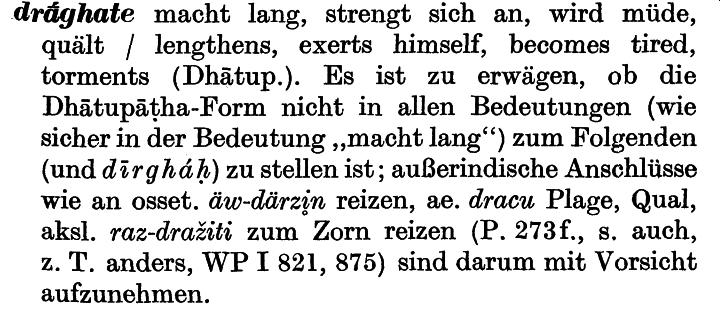 drā́ghate macht lang, strengt sich an, wird müde,
quält / lengthens, exerts himself, becomes tired,
torments (Dhātup.). Es ist zu erwägen, ob die
Dhātupāṭha-Form nicht in allen Bedeutungen (wie
sicher in der Bedeutung „macht lang“) zum Folgenden
(und dīrgháḥ) zu stellen ist; außerindische Anschlüsse
wie an osset. äw-därzi̥n reizen, ae. dracu Plage, Qual,
aksl. raz-dražiti zum Zorn reizen (P. 273f., s. auch,
z. T. anders, WP I 821, 875) sind darum mit Vorsicht
aufzunehmen.